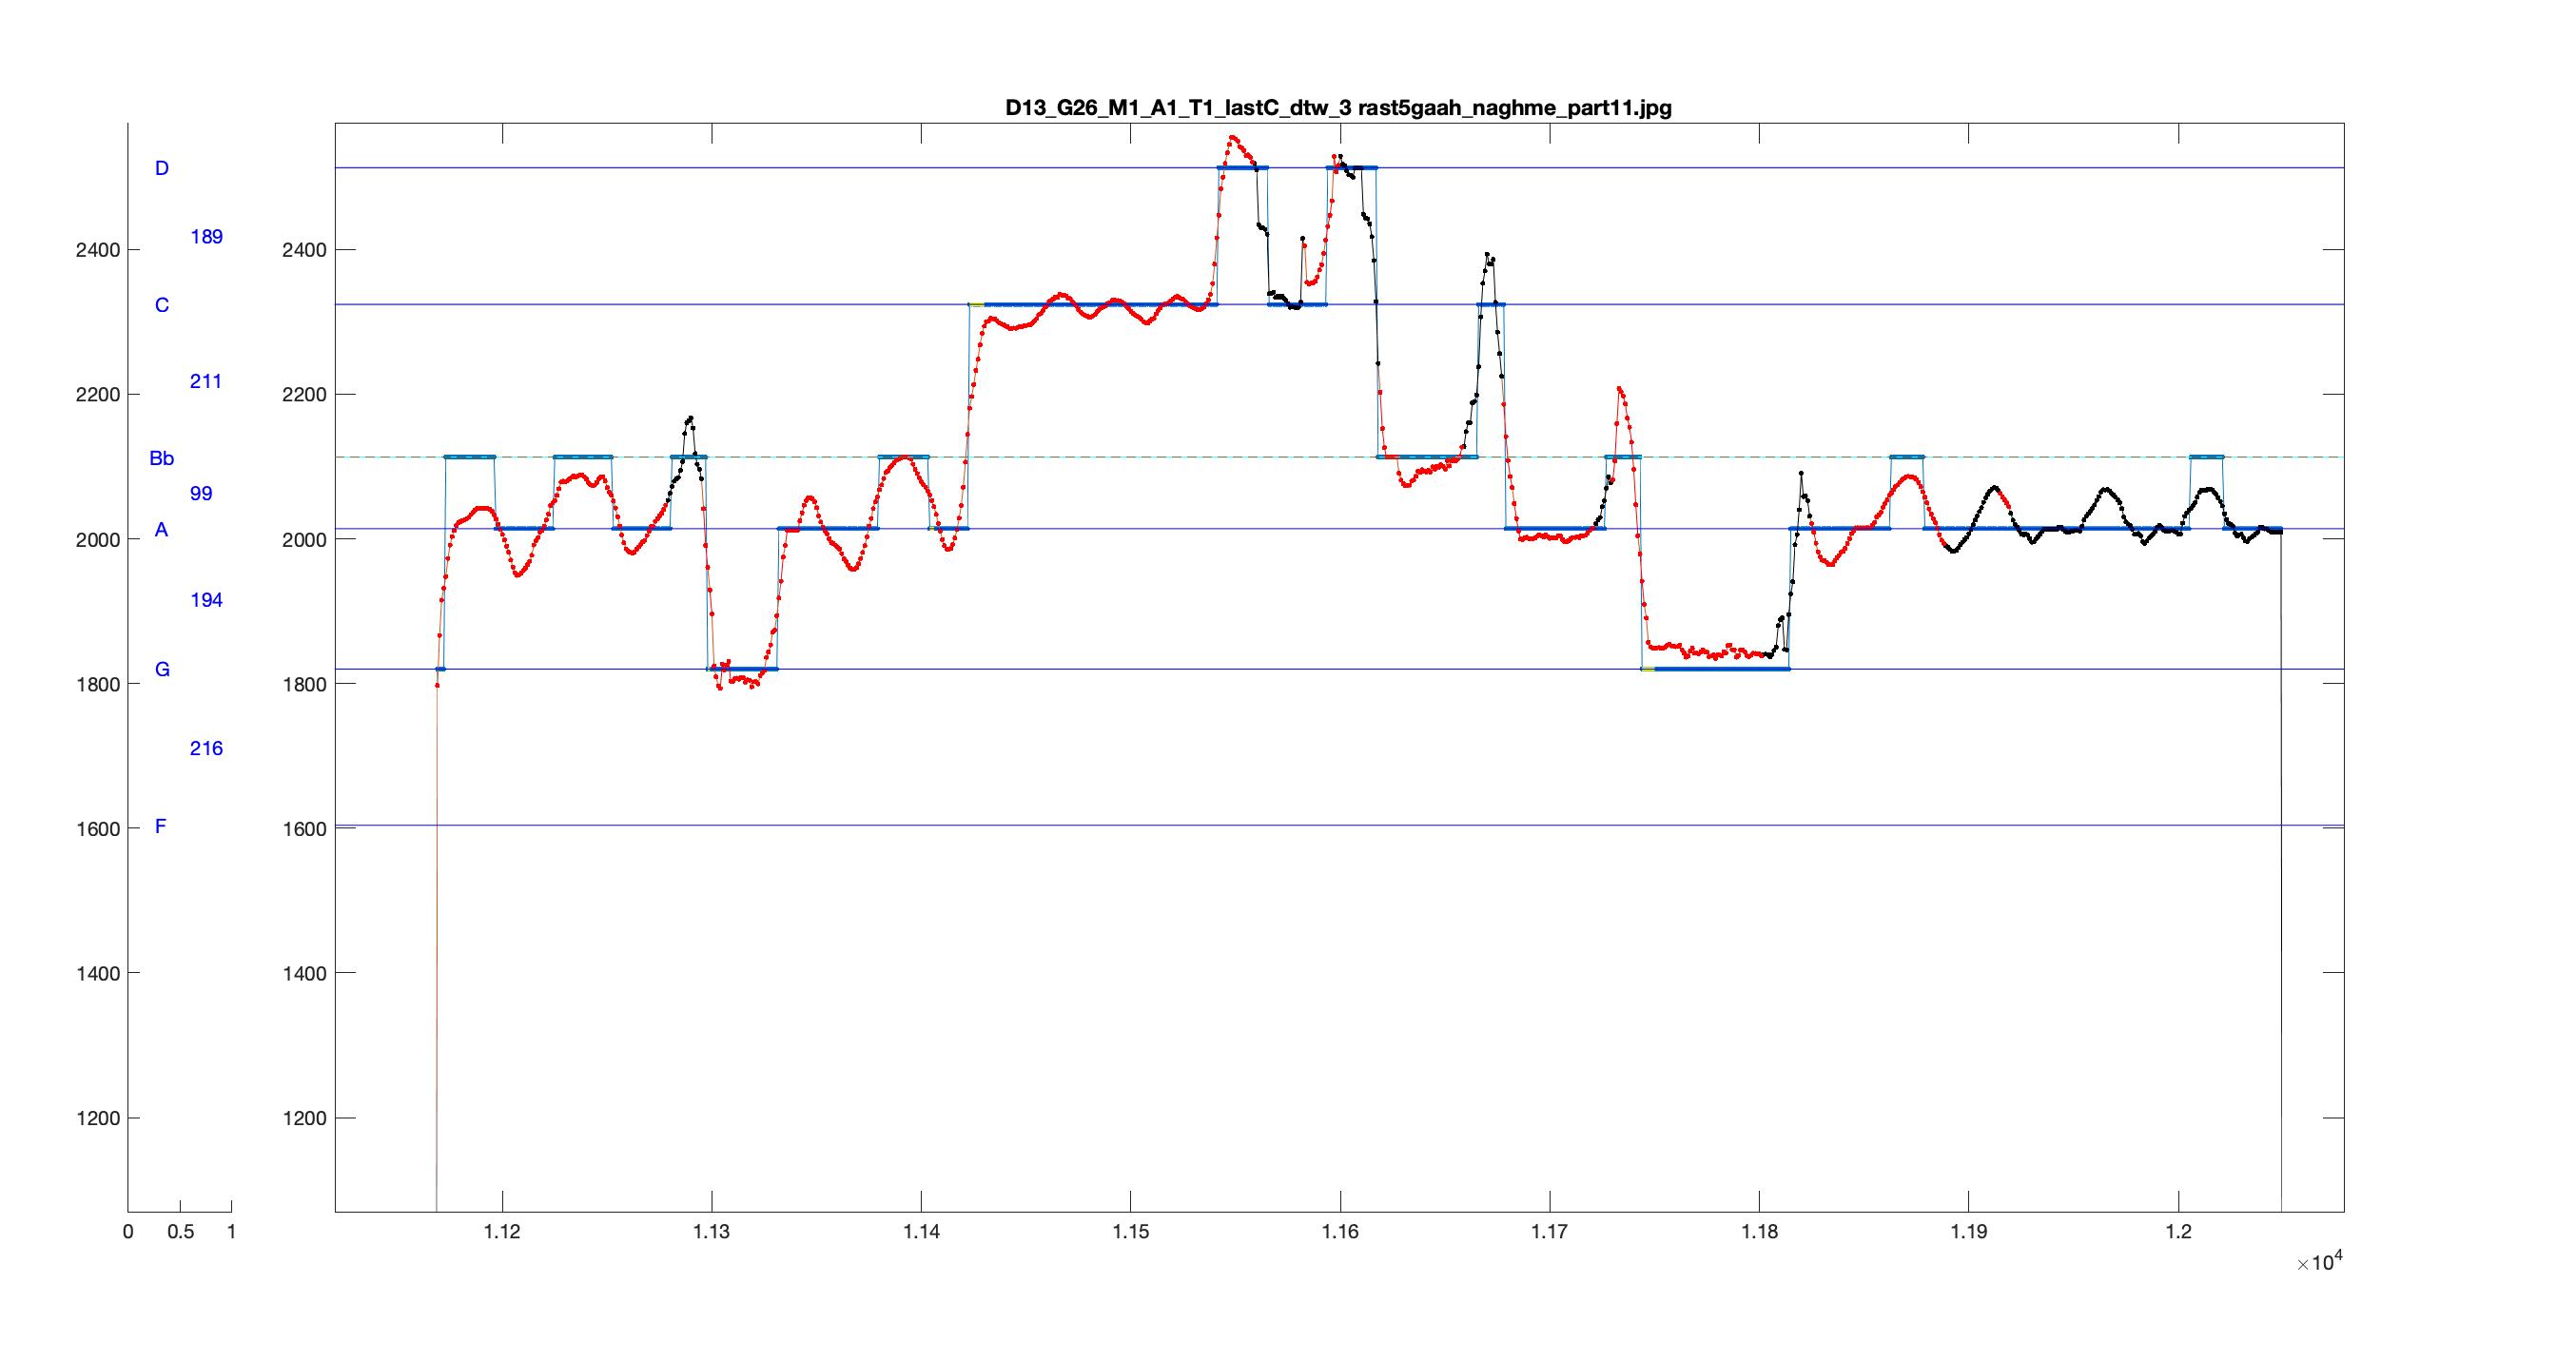 D13_G26_M1_A1_T1_lastC_dtw_3 rast5gaah_naghme_part11.jpg
D
189
2400 2400
C
211
2200 2200
Bb
99
A
2000 2000
194
G
1800 1800
216
F
1600 1600
1400 1400
1200 1200
0 0.5 1 1.12 1.13 1.14 1.15 1.16 1.17 1.18 1.19 1.2
×10^4